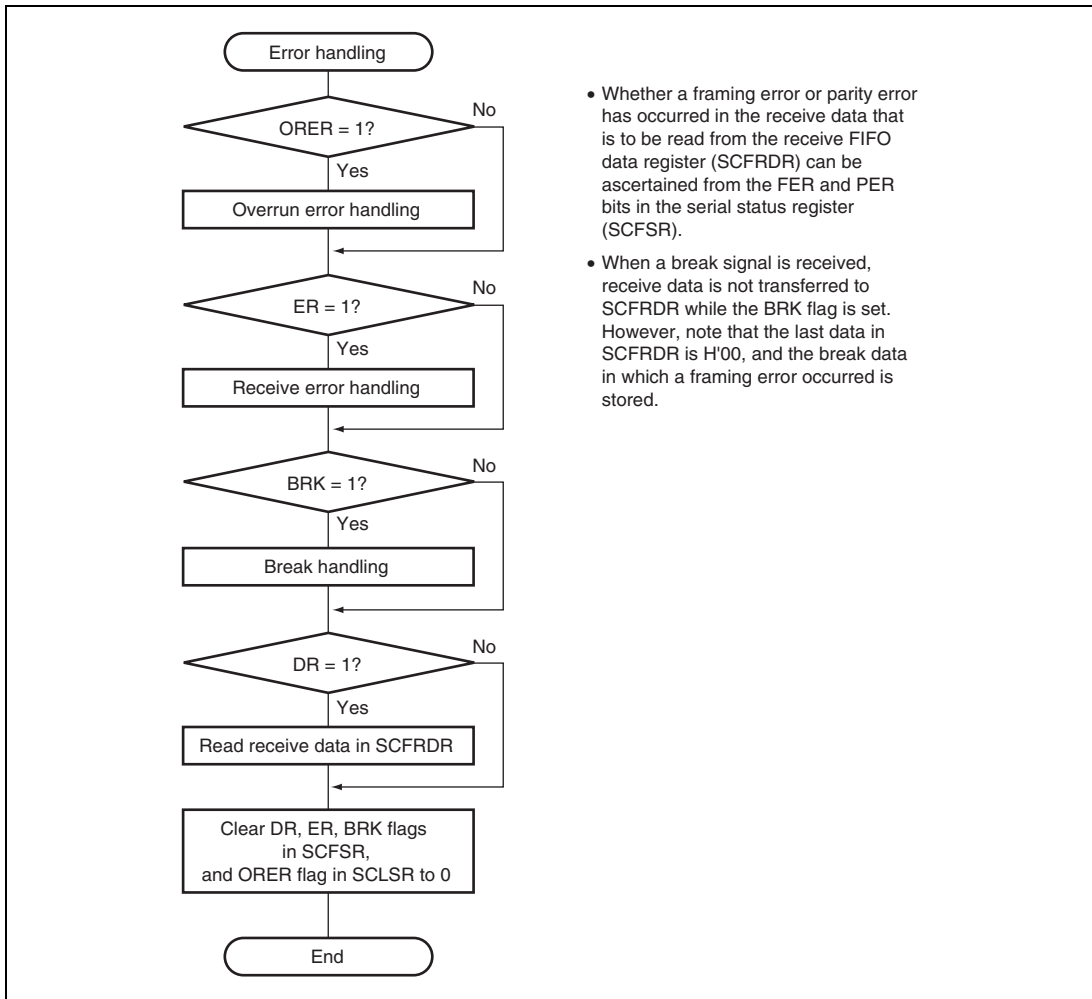 Error handling
ORER = 1?
No
Yes
Overrun error handling
ER = 1?
No
Yes
Receive error handling
BRK = 1?
No
Yes
Break handling
DR = 1?
No
Yes
Read receive data in SCFRDR
Clear DR, ER, BRK flags
in SCFSR,
and ORER flag in SCLSR to 0
End
• Whether a framing error or parity error
has occurred in the receive data that
is to be read from the receive FIFO
data register (SCFRDR) can be
ascertained from the FER and PER
bits in the serial status register
(SCFSR).
• When a break signal is received,
receive data is not transferred to
SCFRDR while the BRK flag is set.
However, note that the last data in
SCFRDR is H'00, and the break data
in which a framing error occurred is
stored.